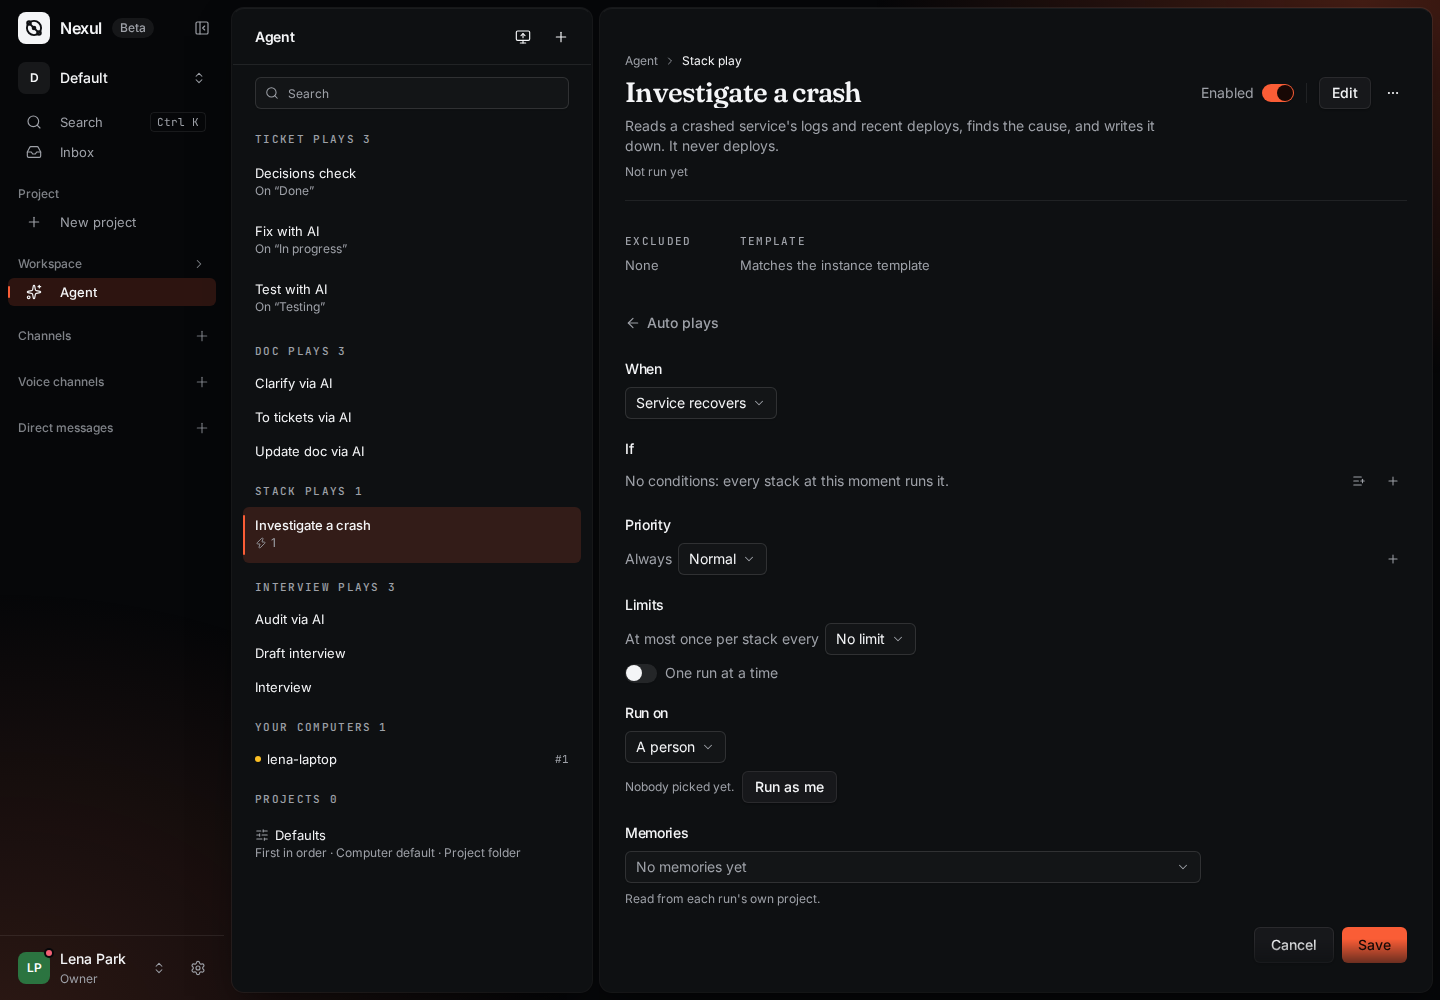 Nexul Beta
D Default
Search Ctrl K
Inbox
Project
New project
Workspace
Agent
Channels
Voice channels
Direct messages
LP Lena Park
Owner
Agent
Search
TICKET PLAYS 3
Decisions check
On “Done”
Fix with AI
On “In progress”
Test with AI
On “Testing”
DOC PLAYS 3
Clarify via AI
To tickets via AI
Update doc via AI
STACK PLAYS 1
Investigate a crash
1
INTERVIEW PLAYS 3
Audit via AI
Draft interview
Interview
YOUR COMPUTERS 1
lena-laptop #1
PROJECTS 0
Defaults
First in order · Computer default · Project folder
Agent Stack play
Investigate a crash
Enabled Edit
Reads a crashed service's logs and recent deploys, finds the cause, and writes it
down. It never deploys.
Not run yet
EXCLUDED TEMPLATE
None Matches the instance template
Auto plays
When
Service recovers
If
No conditions: every stack at this moment runs it.
Priority
Always Normal
Limits
At most once per stack every No limit
One run at a time
Run on
A person
Nobody picked yet. Run as me
Memories
No memories yet
Read from each run's own project.
Cancel Save